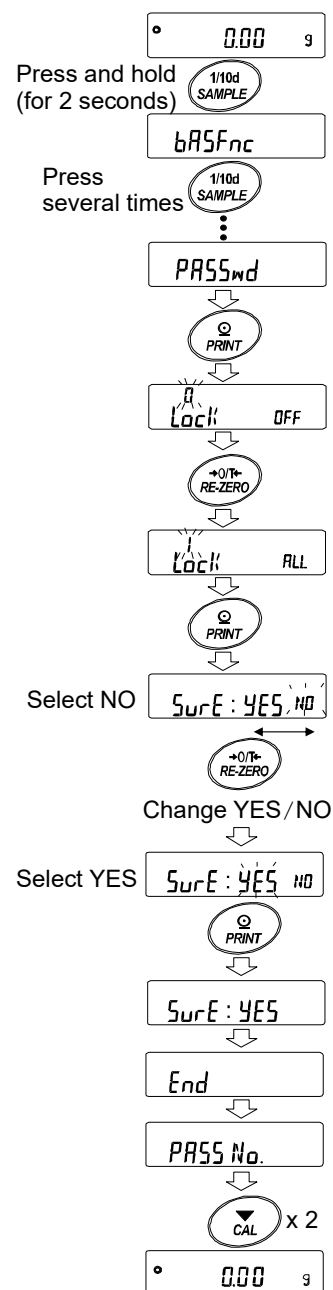 0.00 g
Press and hold
(for 2 seconds)
1/10d
SAMPLE
bASFnc
Press
several times
1/10d
SAMPLE
PASSwd
PRINT
0
Lock OFF
→0/T←
RE-ZERO
1
Lock ALL
PRINT
Select NO
SurE : YES NO
→0/T←
RE-ZERO
Change YES/NO
Select YES
SurE : YES NO
PRINT
SurE : YES
End
PASS No.
CAL
x 2
0.00 g